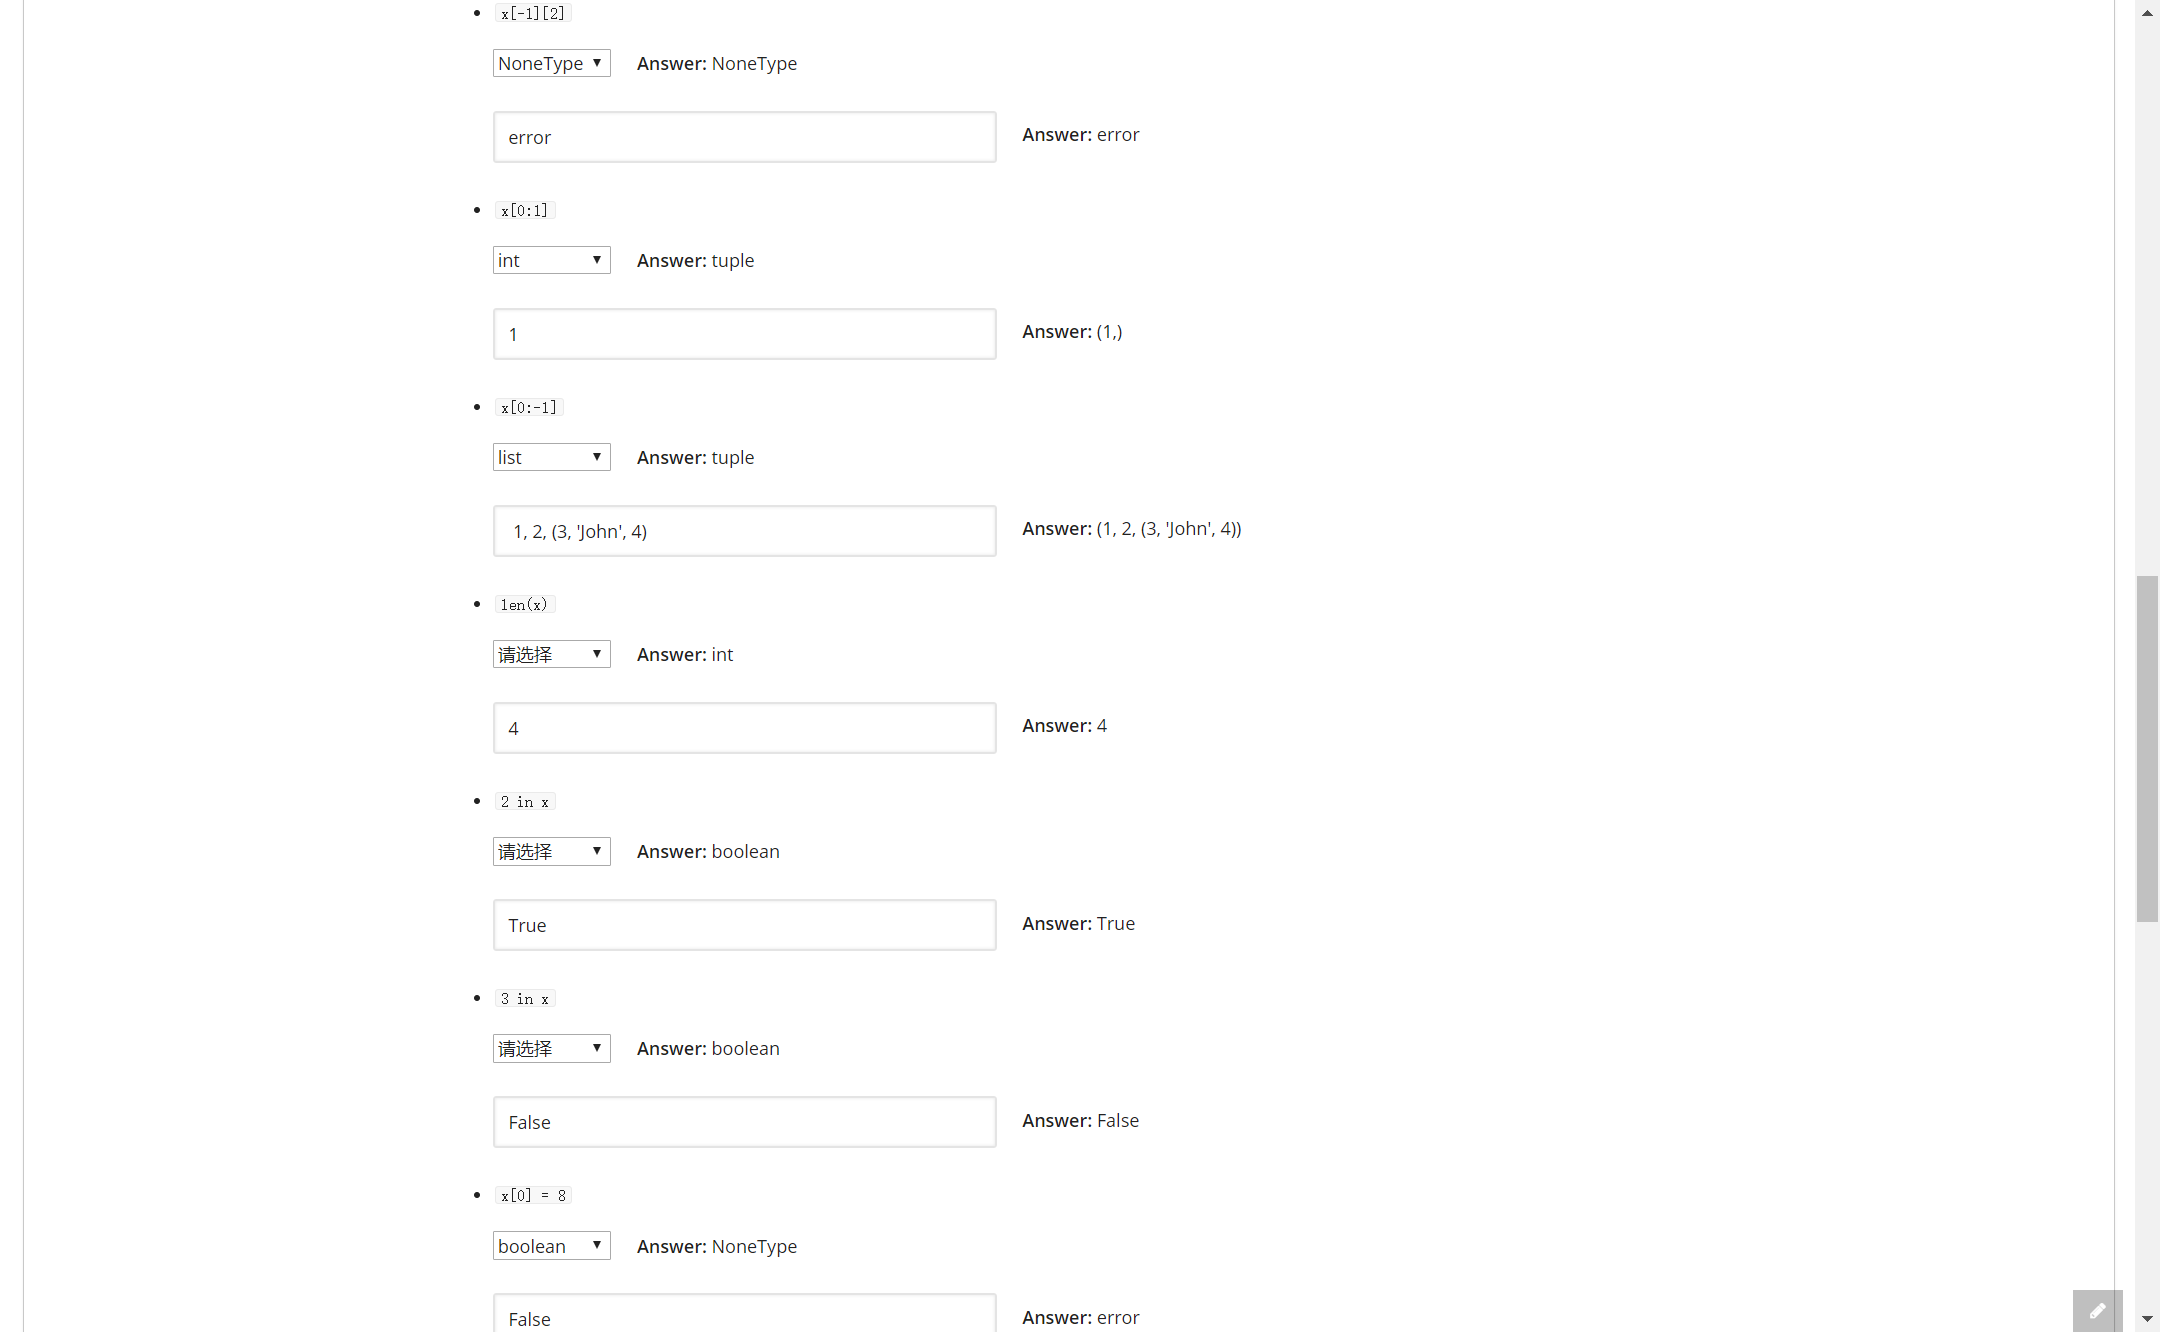 x[-1][2]
NoneType Answer: NoneType
error Answer: error
x[0:1]
int Answer: tuple
1 Answer: (1,)
x[0:-1]
list Answer: tuple
1, 2, (3, 'John', 4) Answer: (1, 2, (3, 'John', 4))
len(x)
请选择 Answer: int
4 Answer: 4
2 in x
请选择 Answer: boolean
True Answer: True
3 in x
请选择 Answer: boolean
False Answer: False
x[0] = 8
boolean Answer: NoneType
False Answer: error